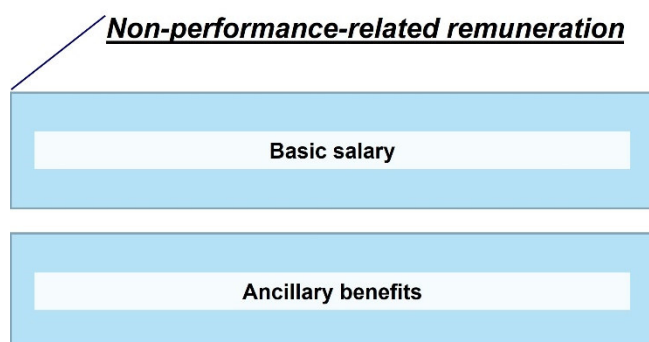 Non-performance-related remuneration
Basic salary
Ancillary benefits